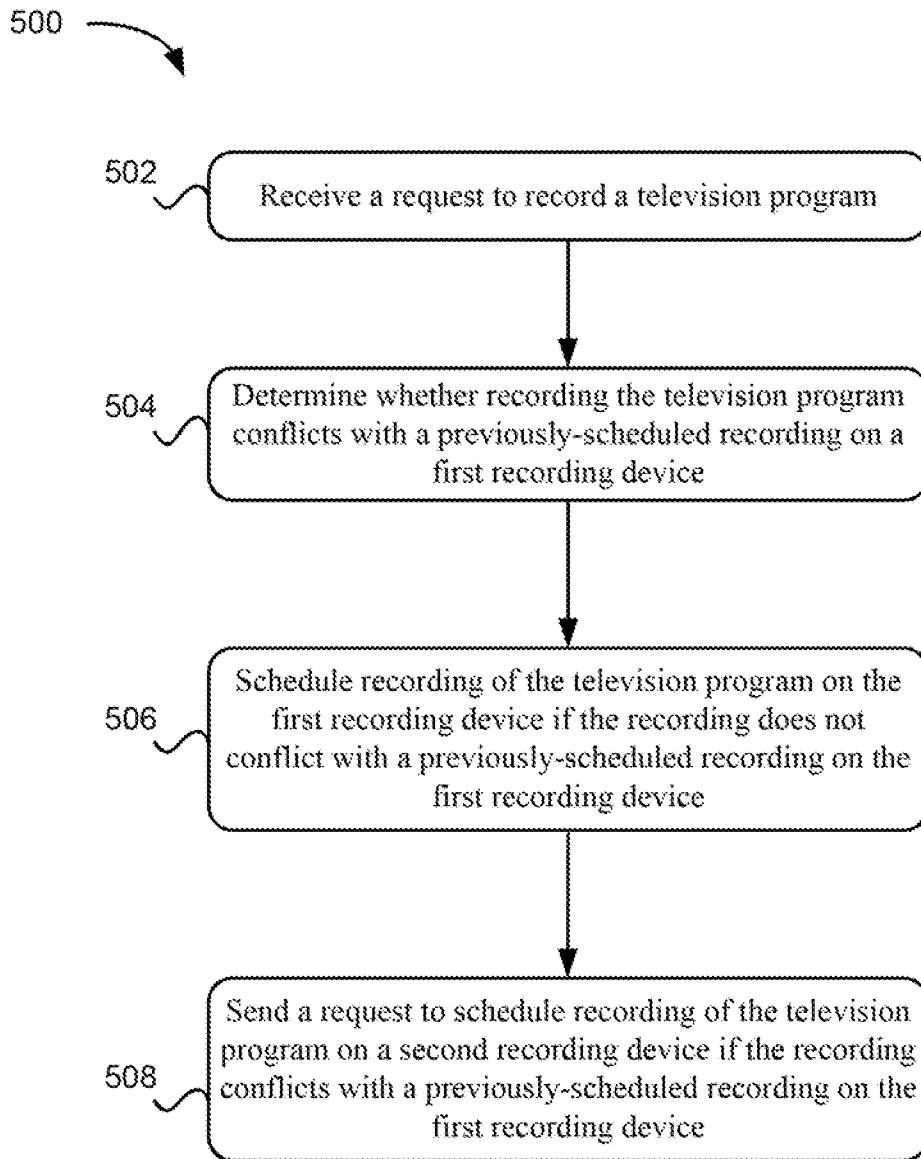 500
502
Receive a request to record a television program
504
Determine whether recording the television program
conflicts with a previously-scheduled recording on a
first recording device
506
Schedule recording of the television program on the
first recording device if the recording does not
conflict with a previously-scheduled recording on the
first recording device
508
Send a request to schedule recording of the television
program on a second recording device if the recording
conflicts with a previously-scheduled recording on the
first recording device